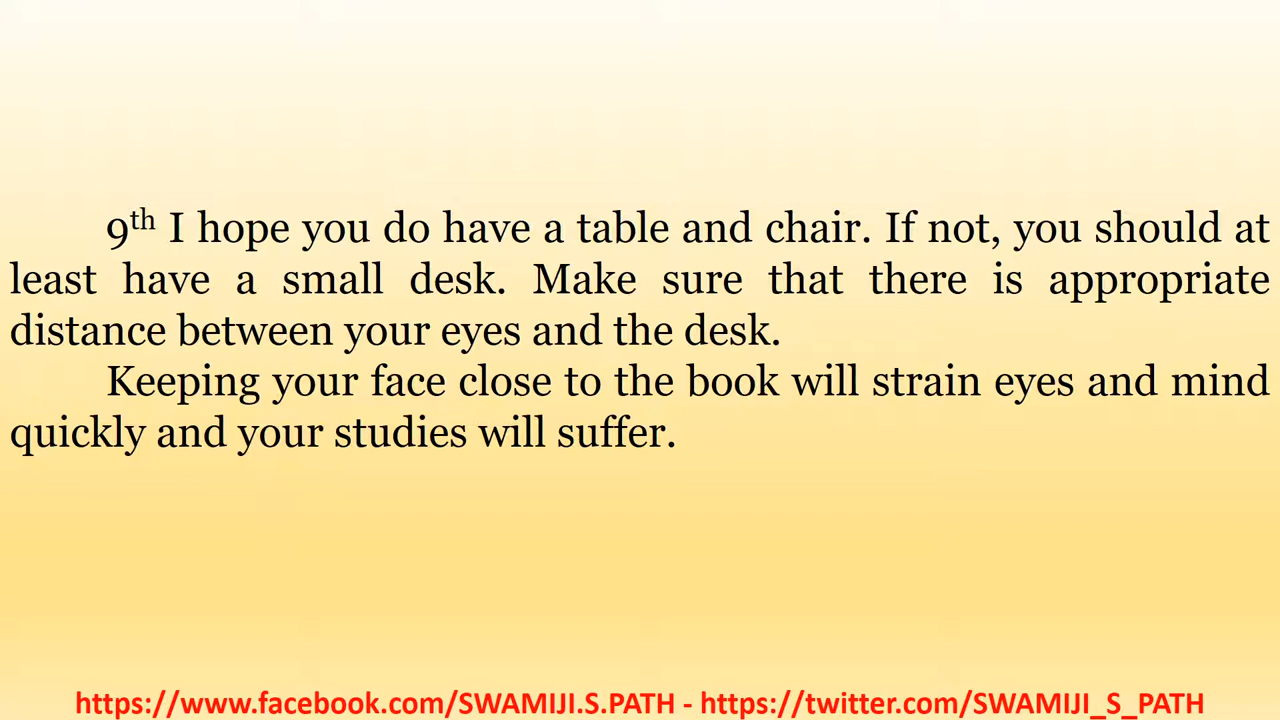 9th I hope you do have a table and chair. If not, you should at
least have a small desk. Make sure that there is appropriate
distance between your eyes and the desk.
Keeping your face close to the book will strain eyes and mind
quickly and your studies will suffer.
https://www.facebook.com/SWAMIJI.S.PATH - https://twitter.com/SWAMIJI_S_PATH